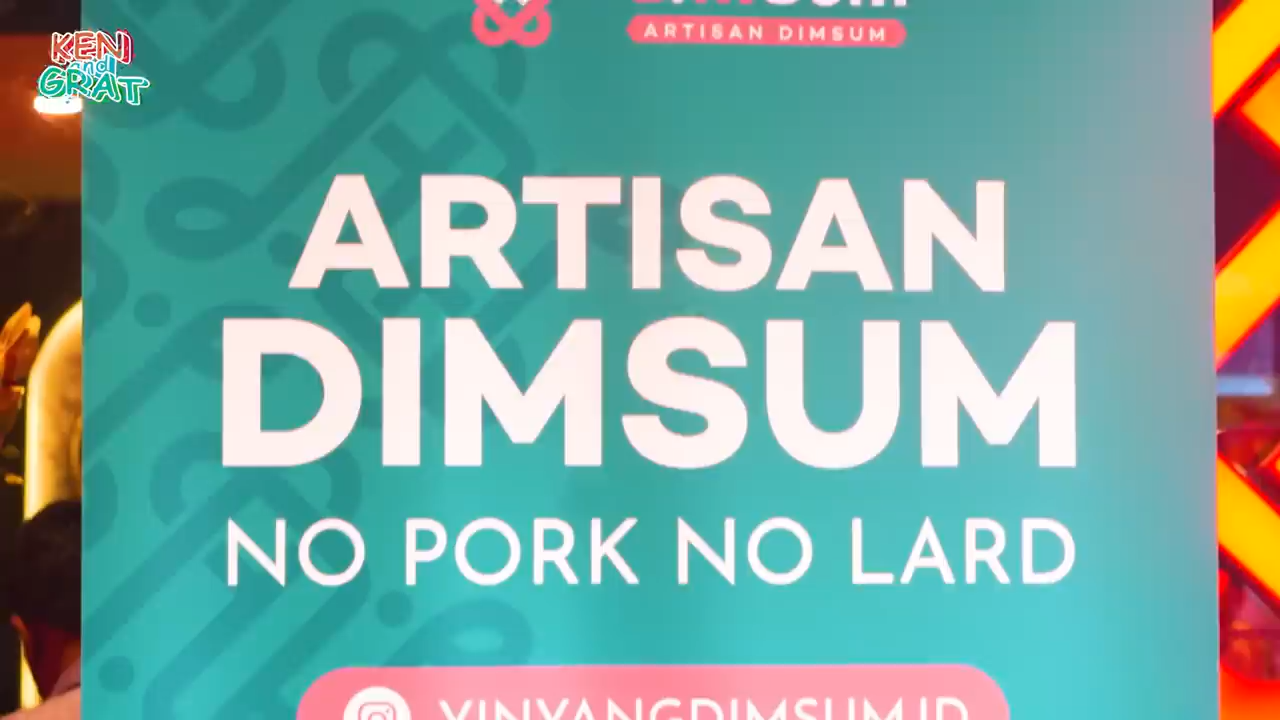 KEN
and
GRAT
ARTISAN DIMSUM
ARTISAN
DIMSUM
NO PORK NO LARD
YINYANGDIMSUM.ID